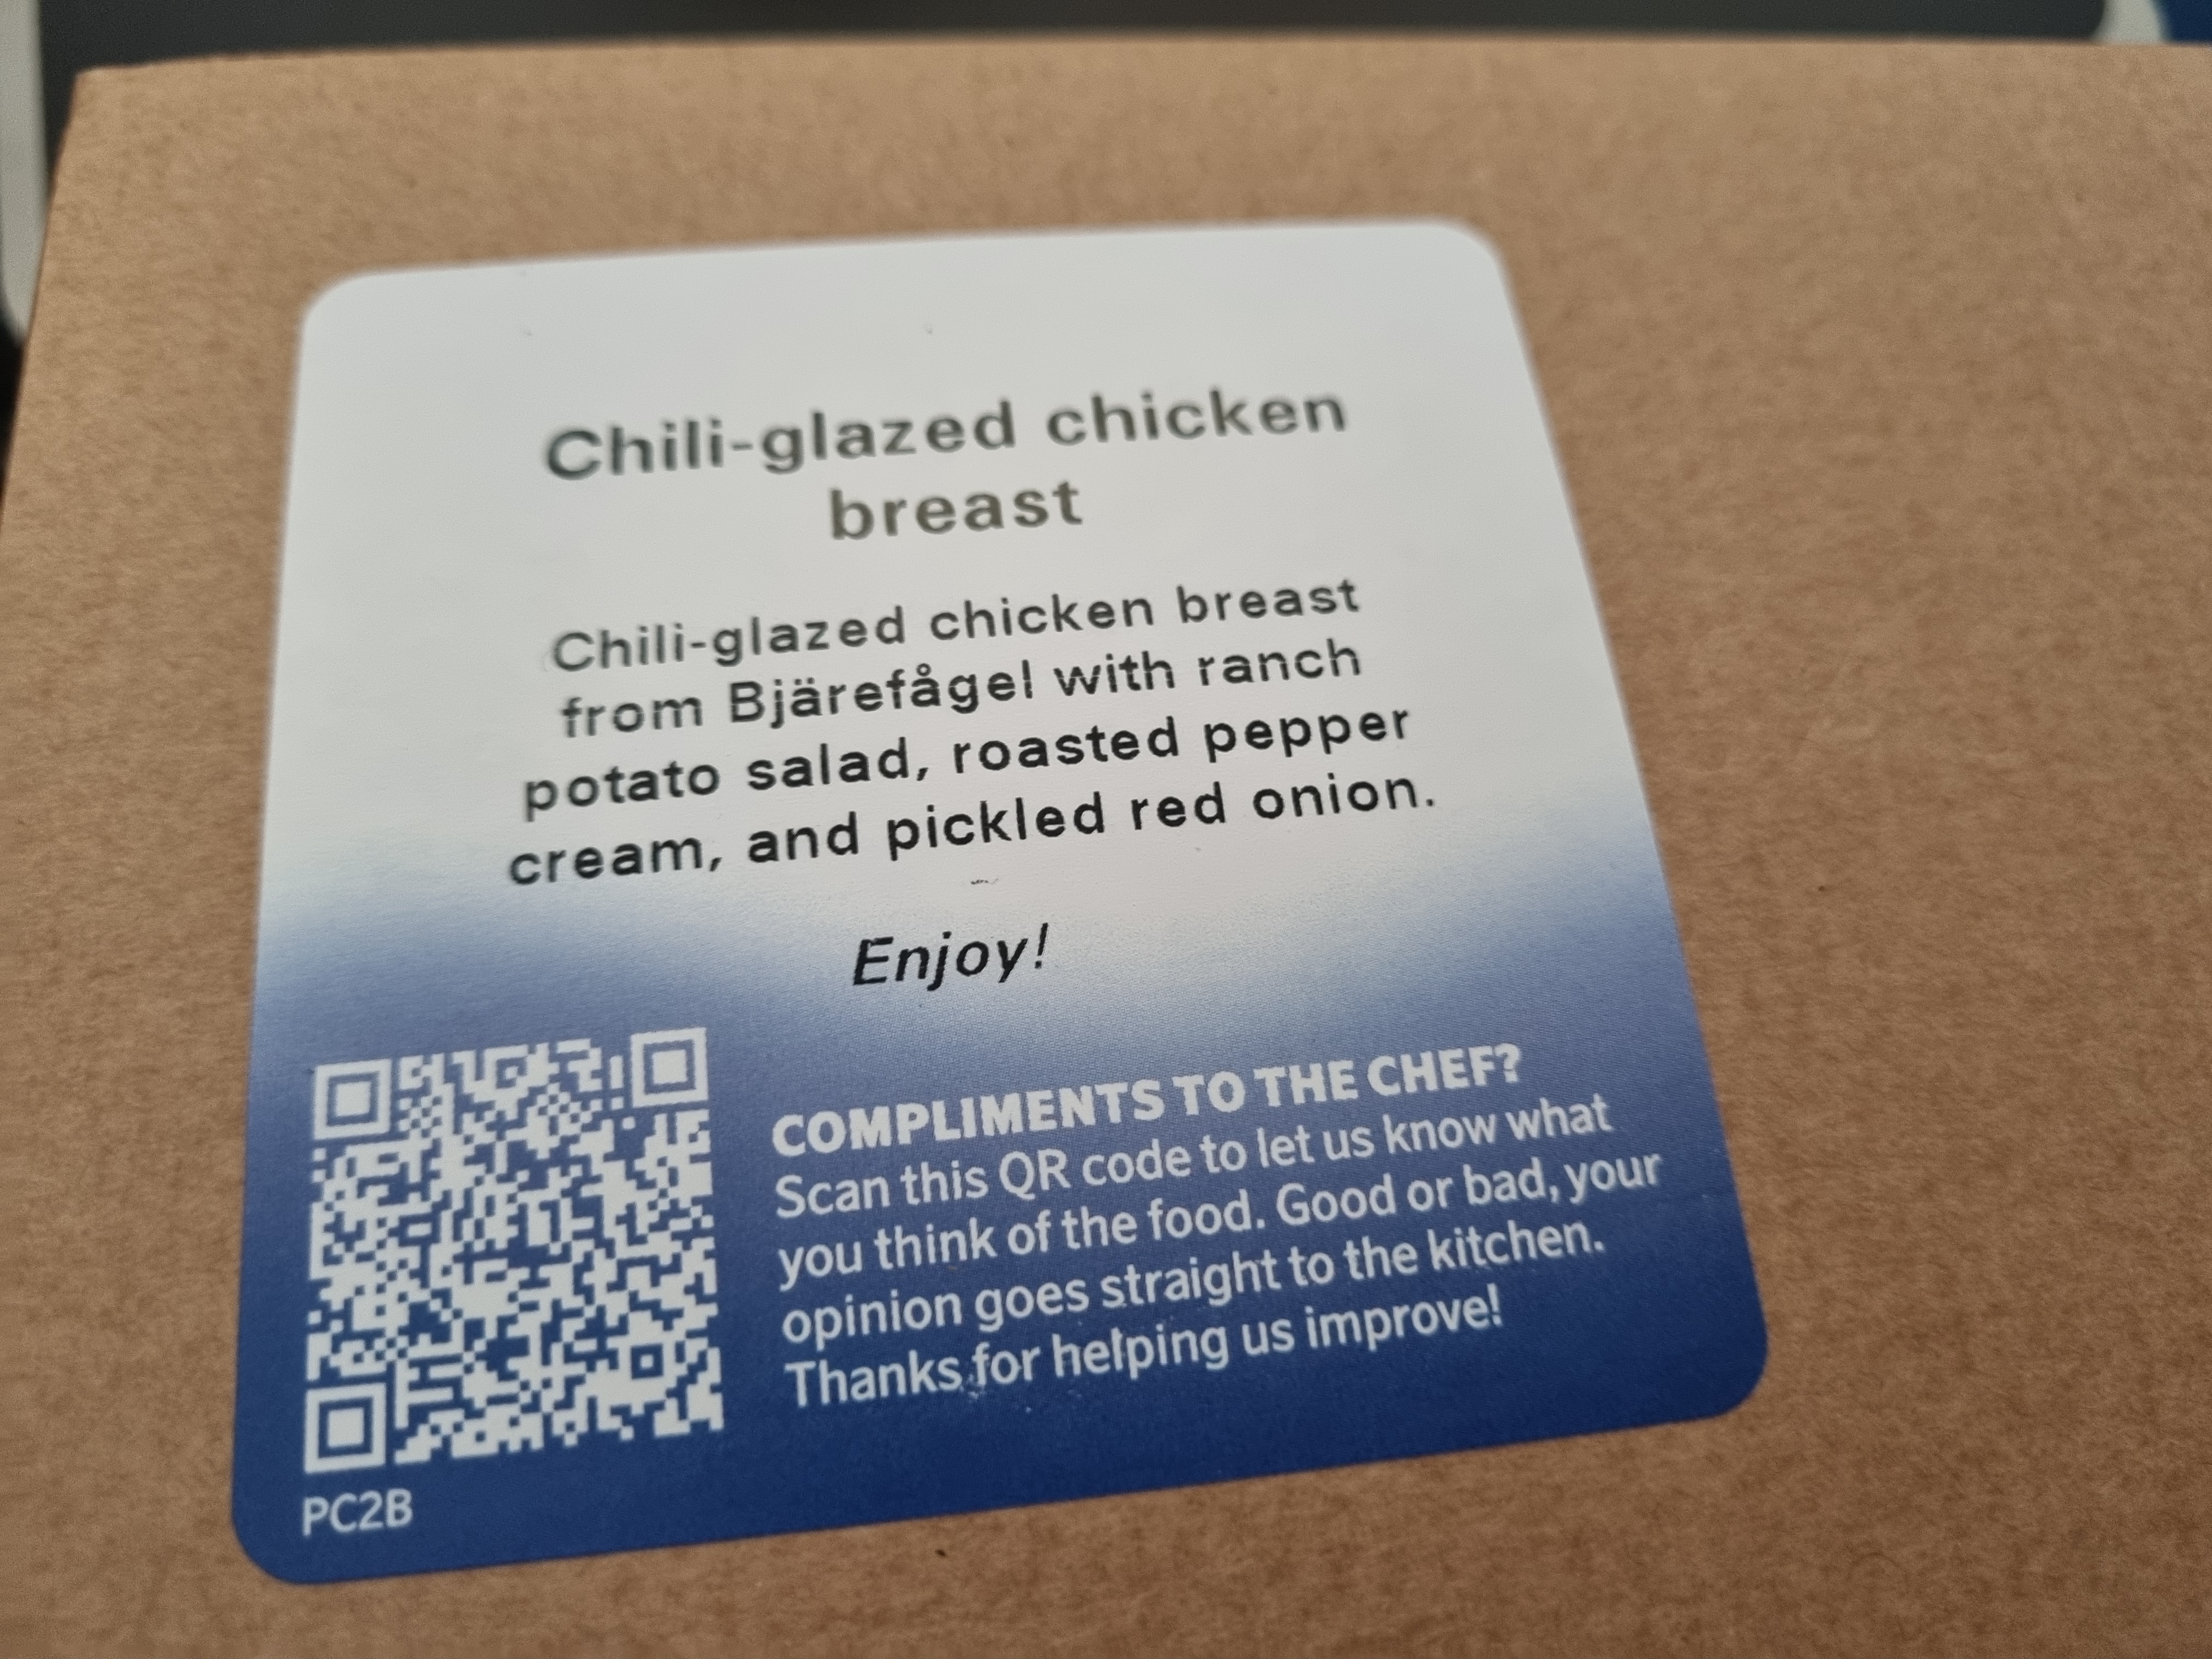 Chili-glazed chicken
breast
Chili-glazed chicken breast
from Bjärefågel with ranch
potato salad, roasted pepper
cream, and pickled red onion.
Enjoy!
COMPLIMENTS TO THE CHEF?
Scan this QR code to let us know what
you think of the food. Good or bad, your
opinion goes straight to the kitchen.
Thanks for helping us improve!
PC2B